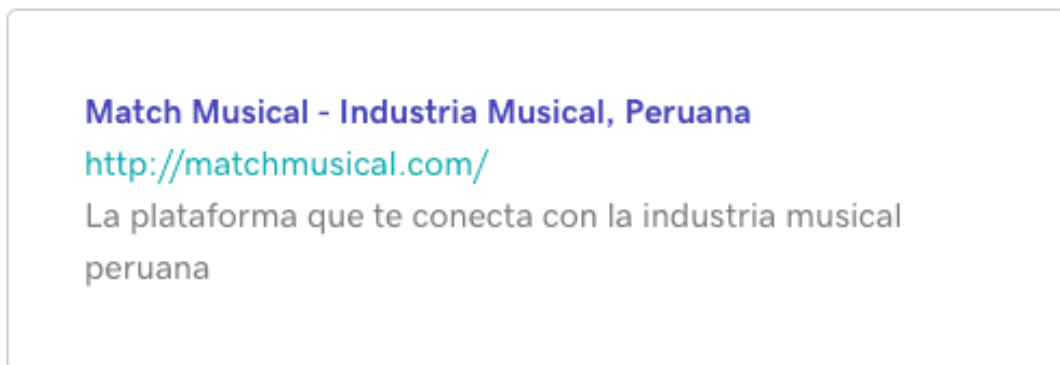 Match Musical - Industria Musical, Peruana
http://matchmusical.com/
La plataforma que te conecta con la industria musical
peruana